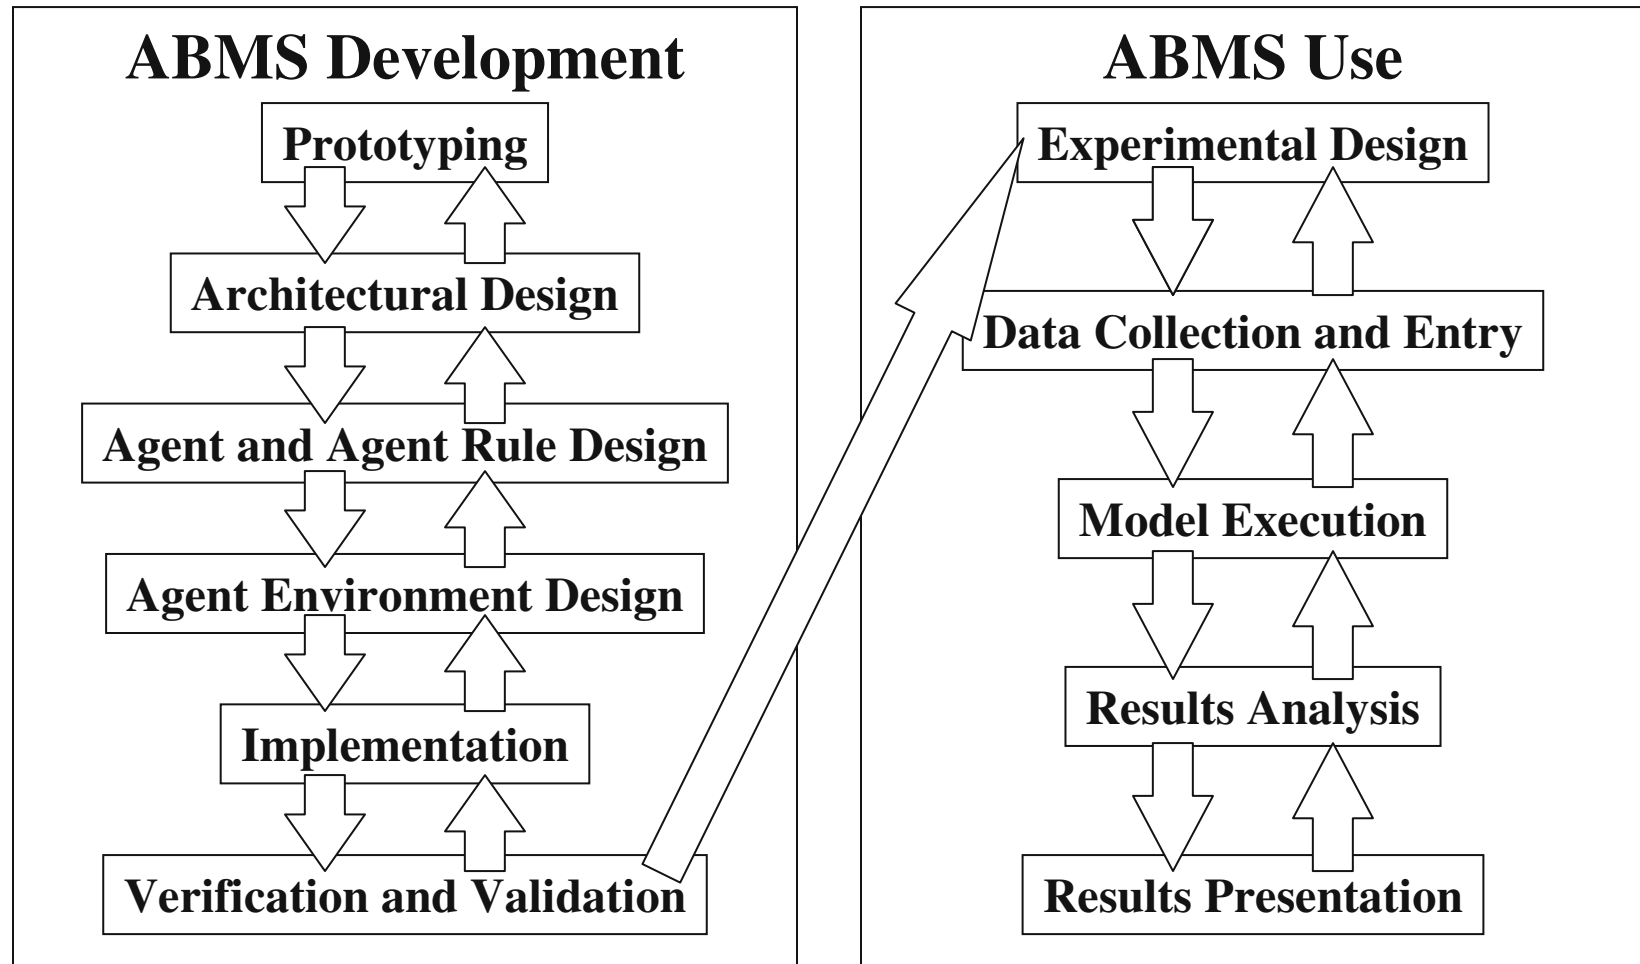 ABMS Development
Prototyping
Architectural Design
Agent and Agent Rule Design
Agent Environment Design
Implementation
Verification and Validation
ABMS Use
Experimental Design
Data Collection and Entry
Model Execution
Results Analysis
Results Presentation